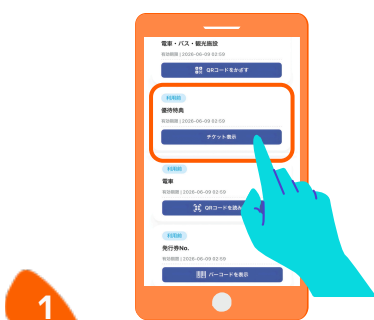 電車・バス・観光施設
有効期限 | 2026-06-09 02:59
QRコードをかざす
利用前
優待特典
有効期限 | 2026-06-09 02:59
チケット表示
利用前
電車
有効期限 | 2026-06-09 02:59
QRコードを読み
利用前
発行券No.
有効期限 | 2026-06-09 02:59
バーコードを表示
1